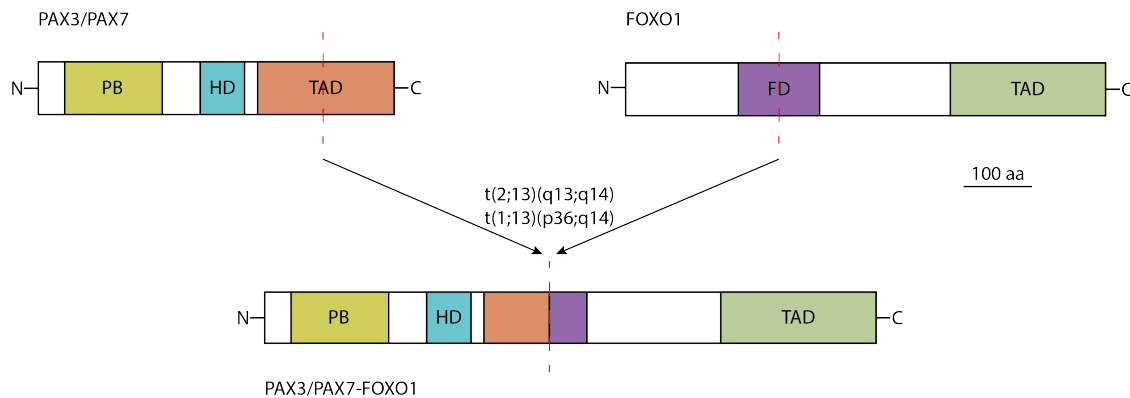 PAX3/PAX7
FOXO1
N PB HD TAD C
N FD TAD C
100 aa
t(2;13)(q13;q14)
t(1;13)(p36;q14)
N PB HD TAD C
PAX3/PAX7-FOXO1